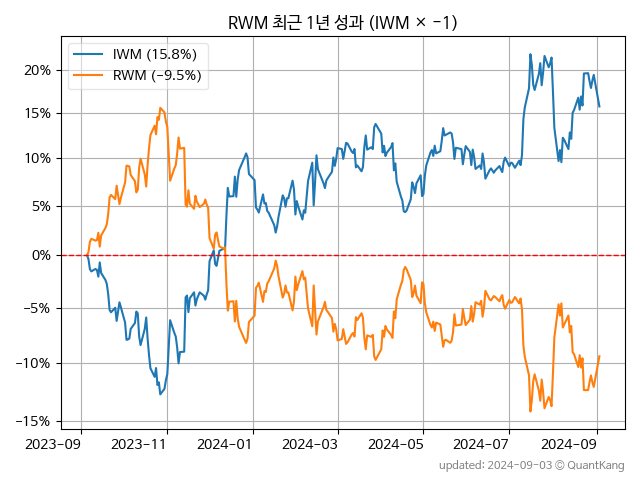 RWM 최근 1년 성과 (IWM × −1)
IWM (15.8%)
RWM (−9.5%)
20%
15%
10%
5%
0%
−5%
−10%
−15%
2023-09 2023-11 2024-01 2024-03 2024-05 2024-07 2024-09
updated: 2024-09-03 © QuantKang